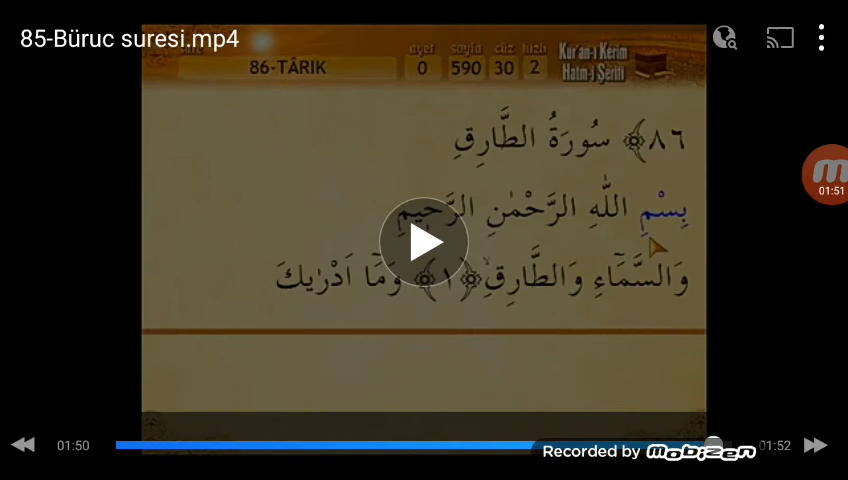 85-Büruc suresi.mp4
sure ayet sayfa cüz hizb
86-TÂRIK 0 590 30 2
Kur'an-ı Kerim
Hatm-i Şerifi
٨٦﴾ سُورَةُ الطَّارِقِ
بِسْمِ اللّٰهِ الرَّحْمٰنِ الرَّحٖيمِ
وَالسَّمَٓاءِ وَالطَّارِقِۙ ﴿١﴾ وَمَٓا اَدْرٰيكَ
01:51
01:50
01:52
Recorded by mobizen